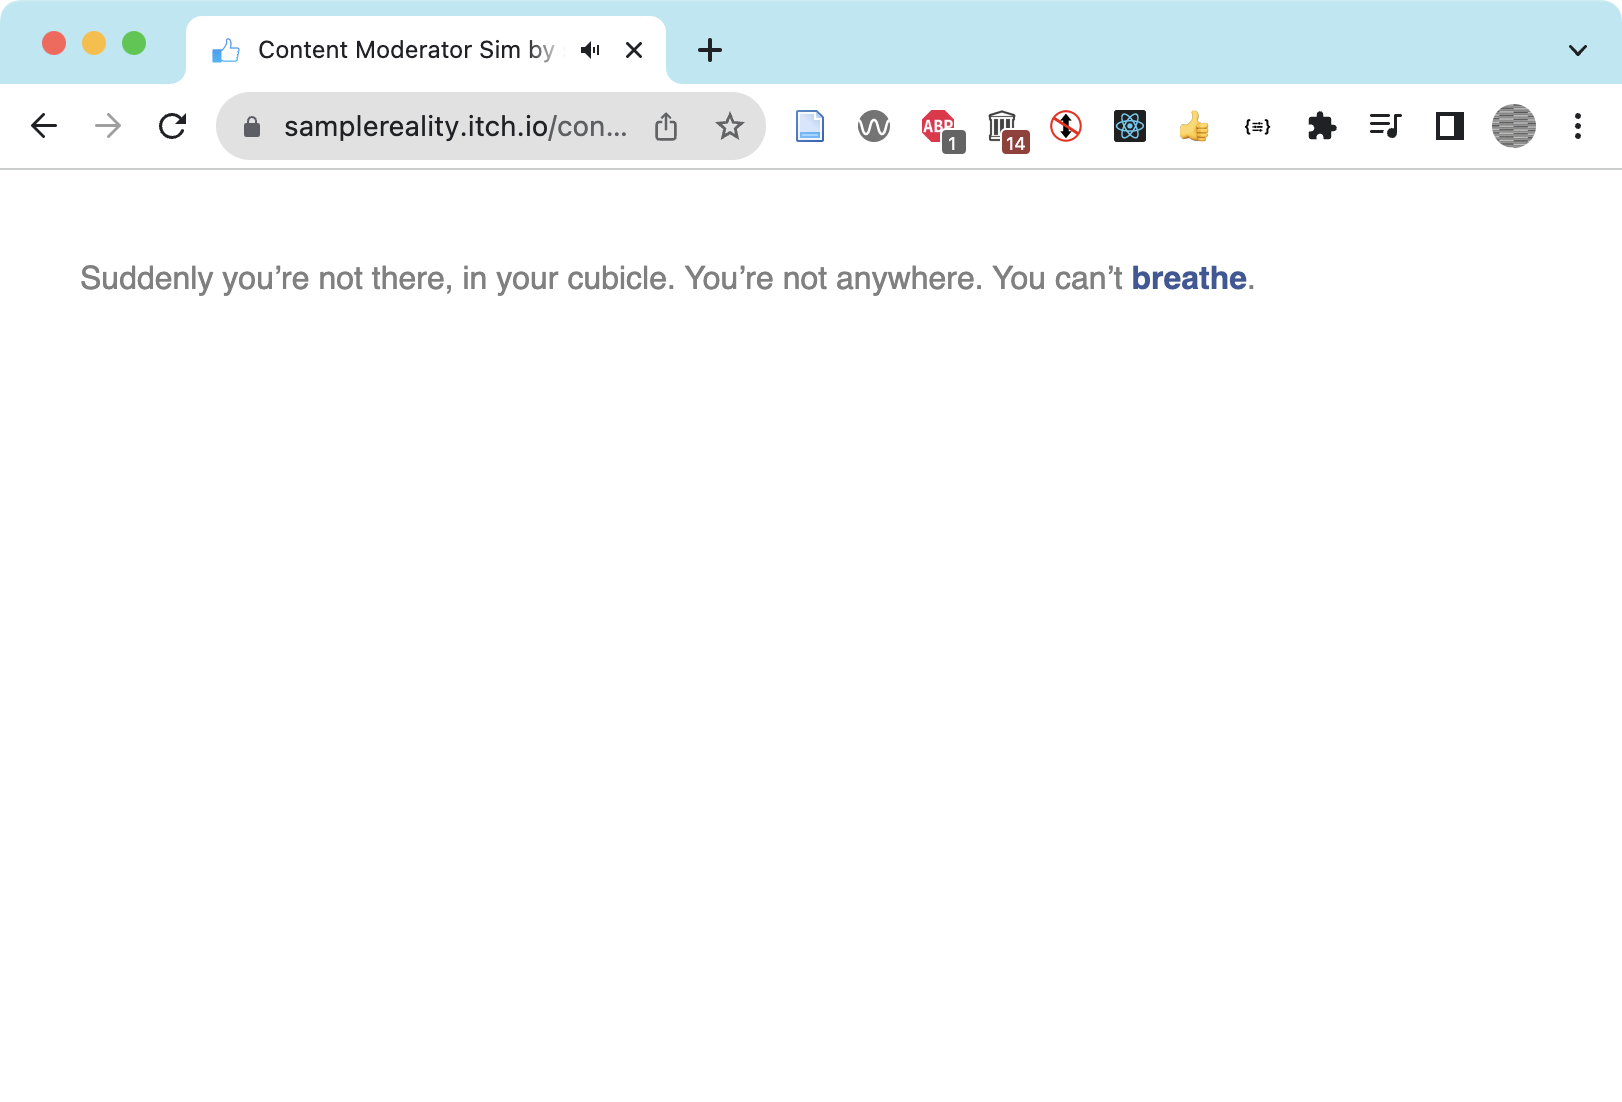 Content Moderator Sim by
samplereality.itch.io/con...
ABP
1
14
{≡}
Suddenly you’re not there, in your cubicle. You’re not anywhere. You can’t breathe.